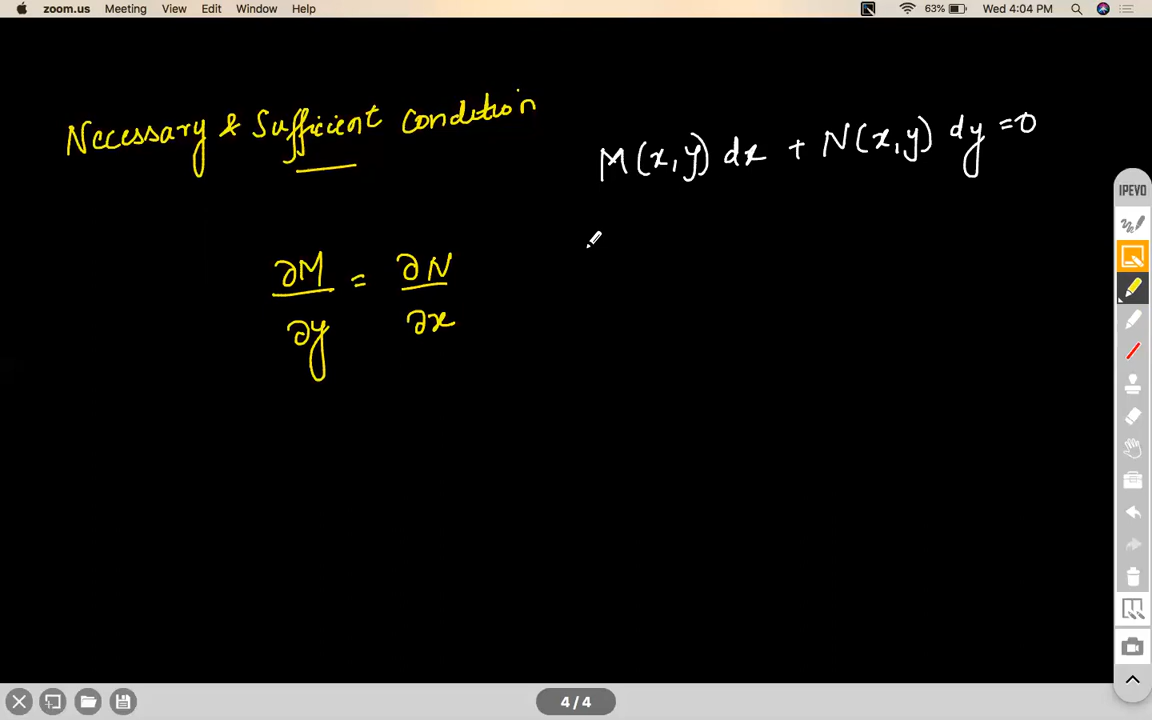 zoom.us Meeting View Edit Window Help 63% Wed 4:04 PM
Necessary & Sufficient Condition
M(x,y) dx + N(x,y) dy =0
IPEVO
∂M/∂y = ∂N/∂x
4 / 4